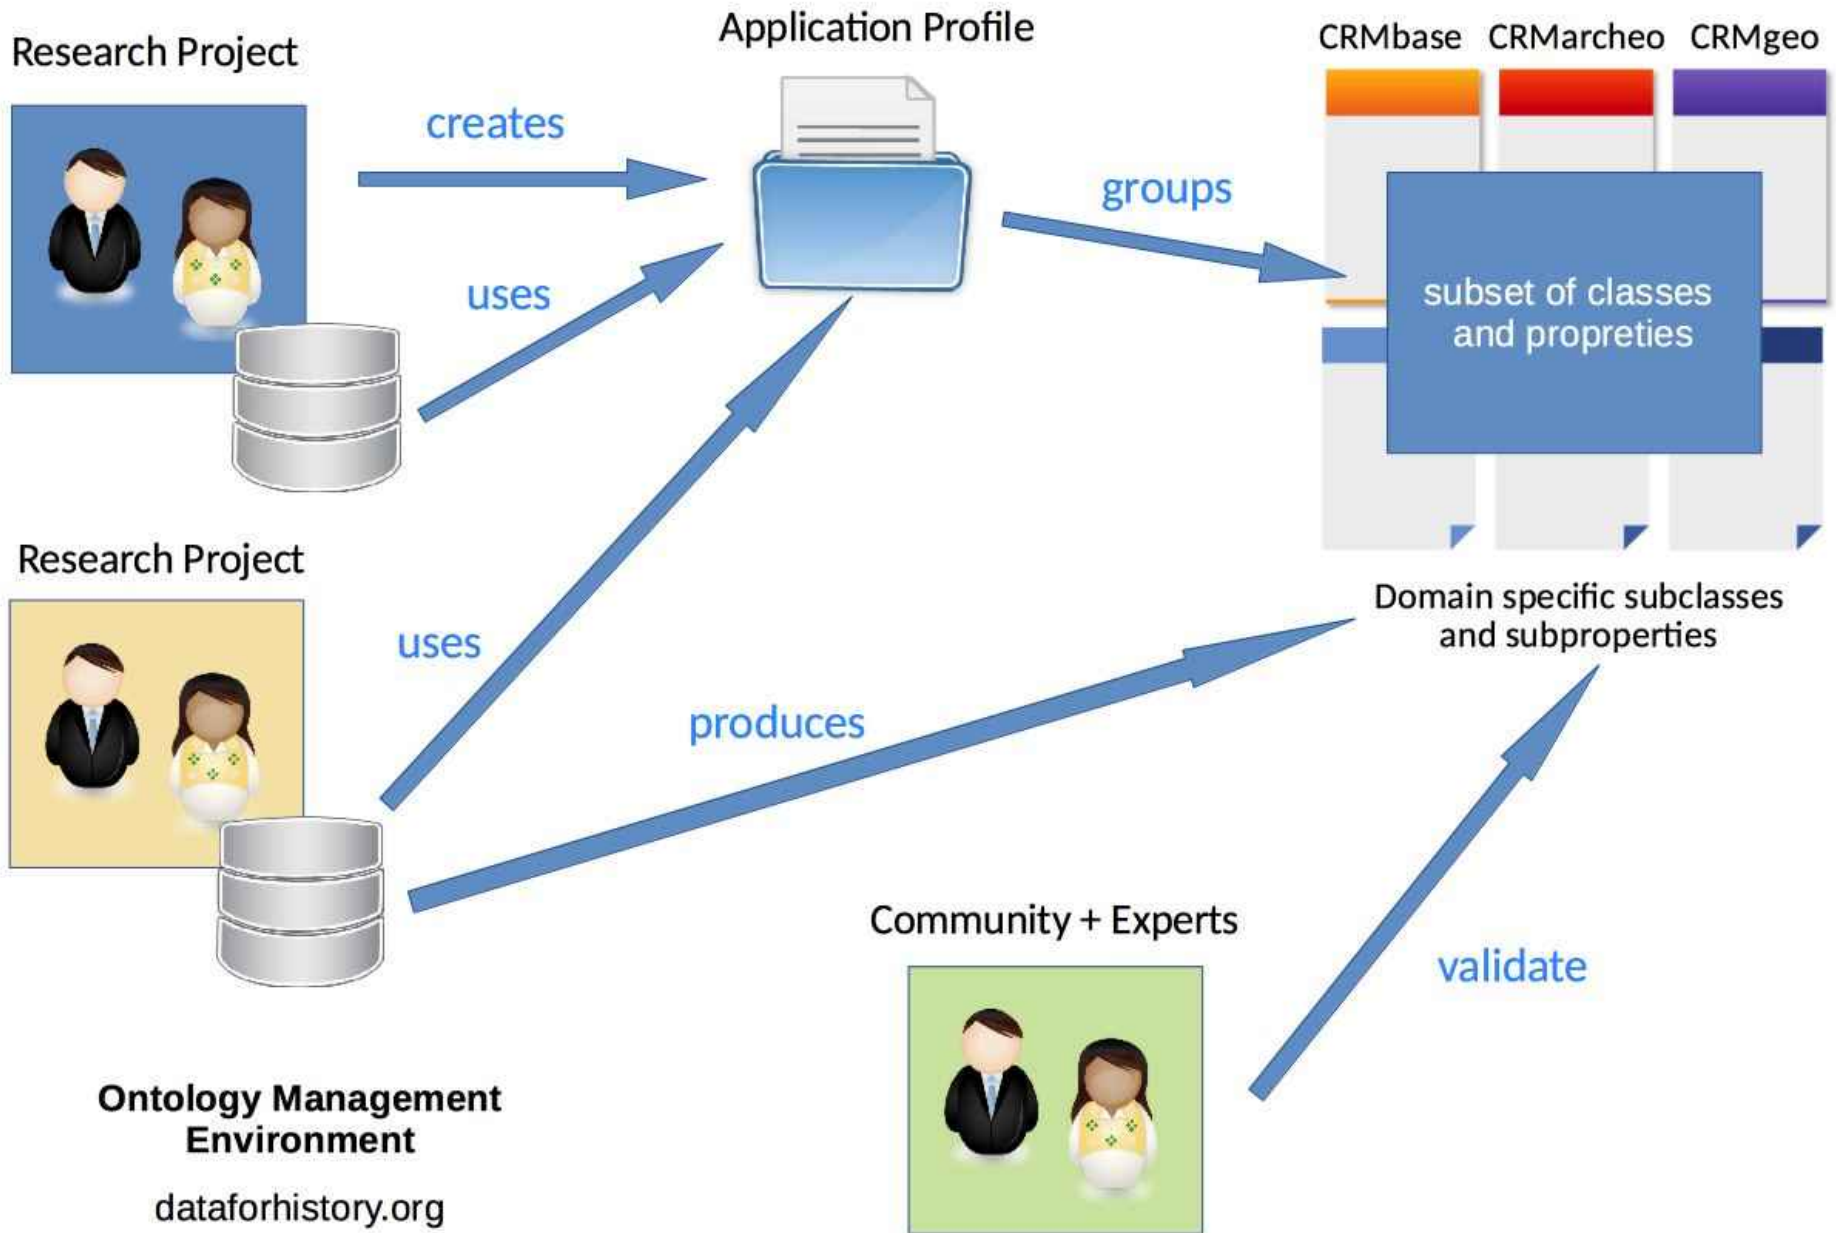 Research Project
Application Profile
CRMbase CRMarcheo CRMgeo
creates
groups
uses
subset of classes
and propreties
Research Project
Domain specific subclasses
and subproperties
uses
produces
Community + Experts
validate
Ontology Management
Environment
dataforhistory.org